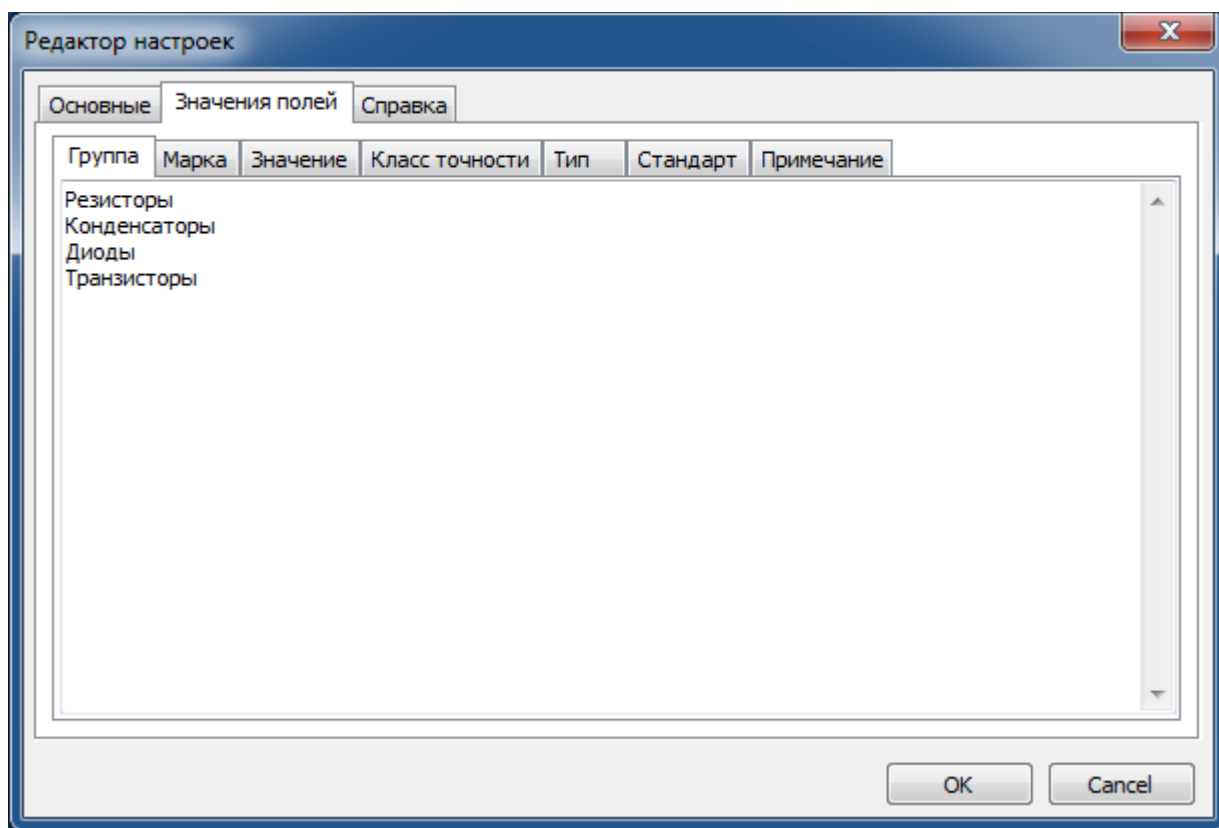 Редактор настроек
Основные Значения полей Справка
Группа Марка Значение Класс точности Тип Стандарт Примечание
Резисторы
Конденсаторы
Диоды
Транзисторы
OK Cancel